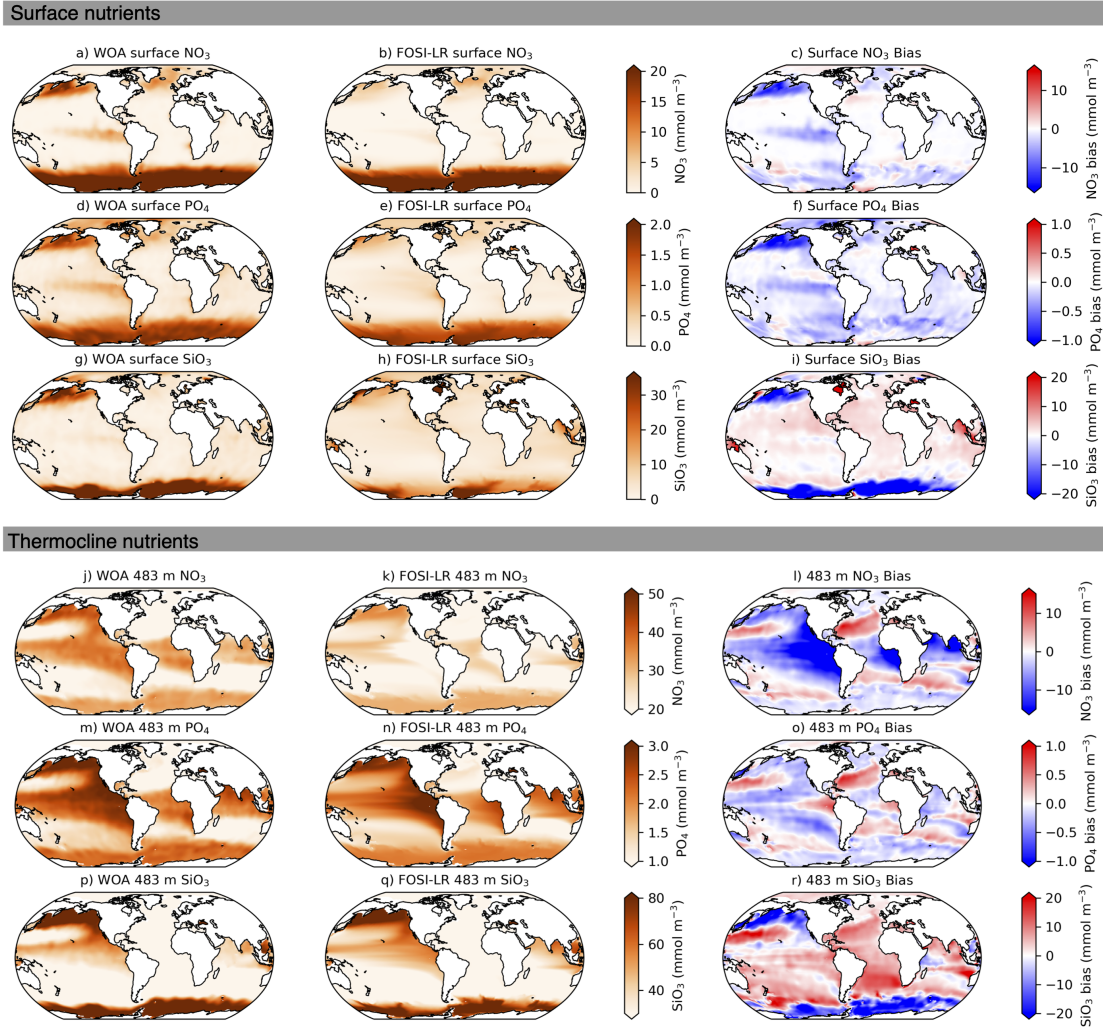 Surface nutrients
a) WOA surface NO₃
b) FOSI-LR surface NO₃
c) Surface NO₃ Bias
20
15
10
5
0
NO₃ (mmol m⁻³)
10
0
−10
NO₃ bias (mmol m⁻³)
d) WOA surface PO₄
e) FOSI-LR surface PO₄
f) Surface PO₄ Bias
2.0
1.5
1.0
0.5
0.0
PO₄ (mmol m⁻³)
1.0
0.5
0.0
−0.5
−1.0
PO₄ bias (mmol m⁻³)
g) WOA surface SiO₃
h) FOSI-LR surface SiO₃
i) Surface SiO₃ Bias
30
20
10
0
SiO₃ (mmol m⁻³)
20
10
0
−10
−20
SiO₃ bias (mmol m⁻³)
Thermocline nutrients
j) WOA 483 m NO₃
k) FOSI-LR 483 m NO₃
l) 483 m NO₃ Bias
50
40
30
20
NO₃ (mmol m⁻³)
10
0
−10
NO₃ bias (mmol m⁻³)
m) WOA 483 m PO₄
n) FOSI-LR 483 m PO₄
o) 483 m PO₄ Bias
3.0
2.5
2.0
1.5
1.0
PO₄ (mmol m⁻³)
1.0
0.5
0.0
−0.5
−1.0
PO₄ bias (mmol m⁻³)
p) WOA 483 m SiO₃
q) FOSI-LR 483 m SiO₃
r) 483 m SiO₃ Bias
80
60
40
SiO₃ (mmol m⁻³)
20
10
0
−10
−20
SiO₃ bias (mmol m⁻³)